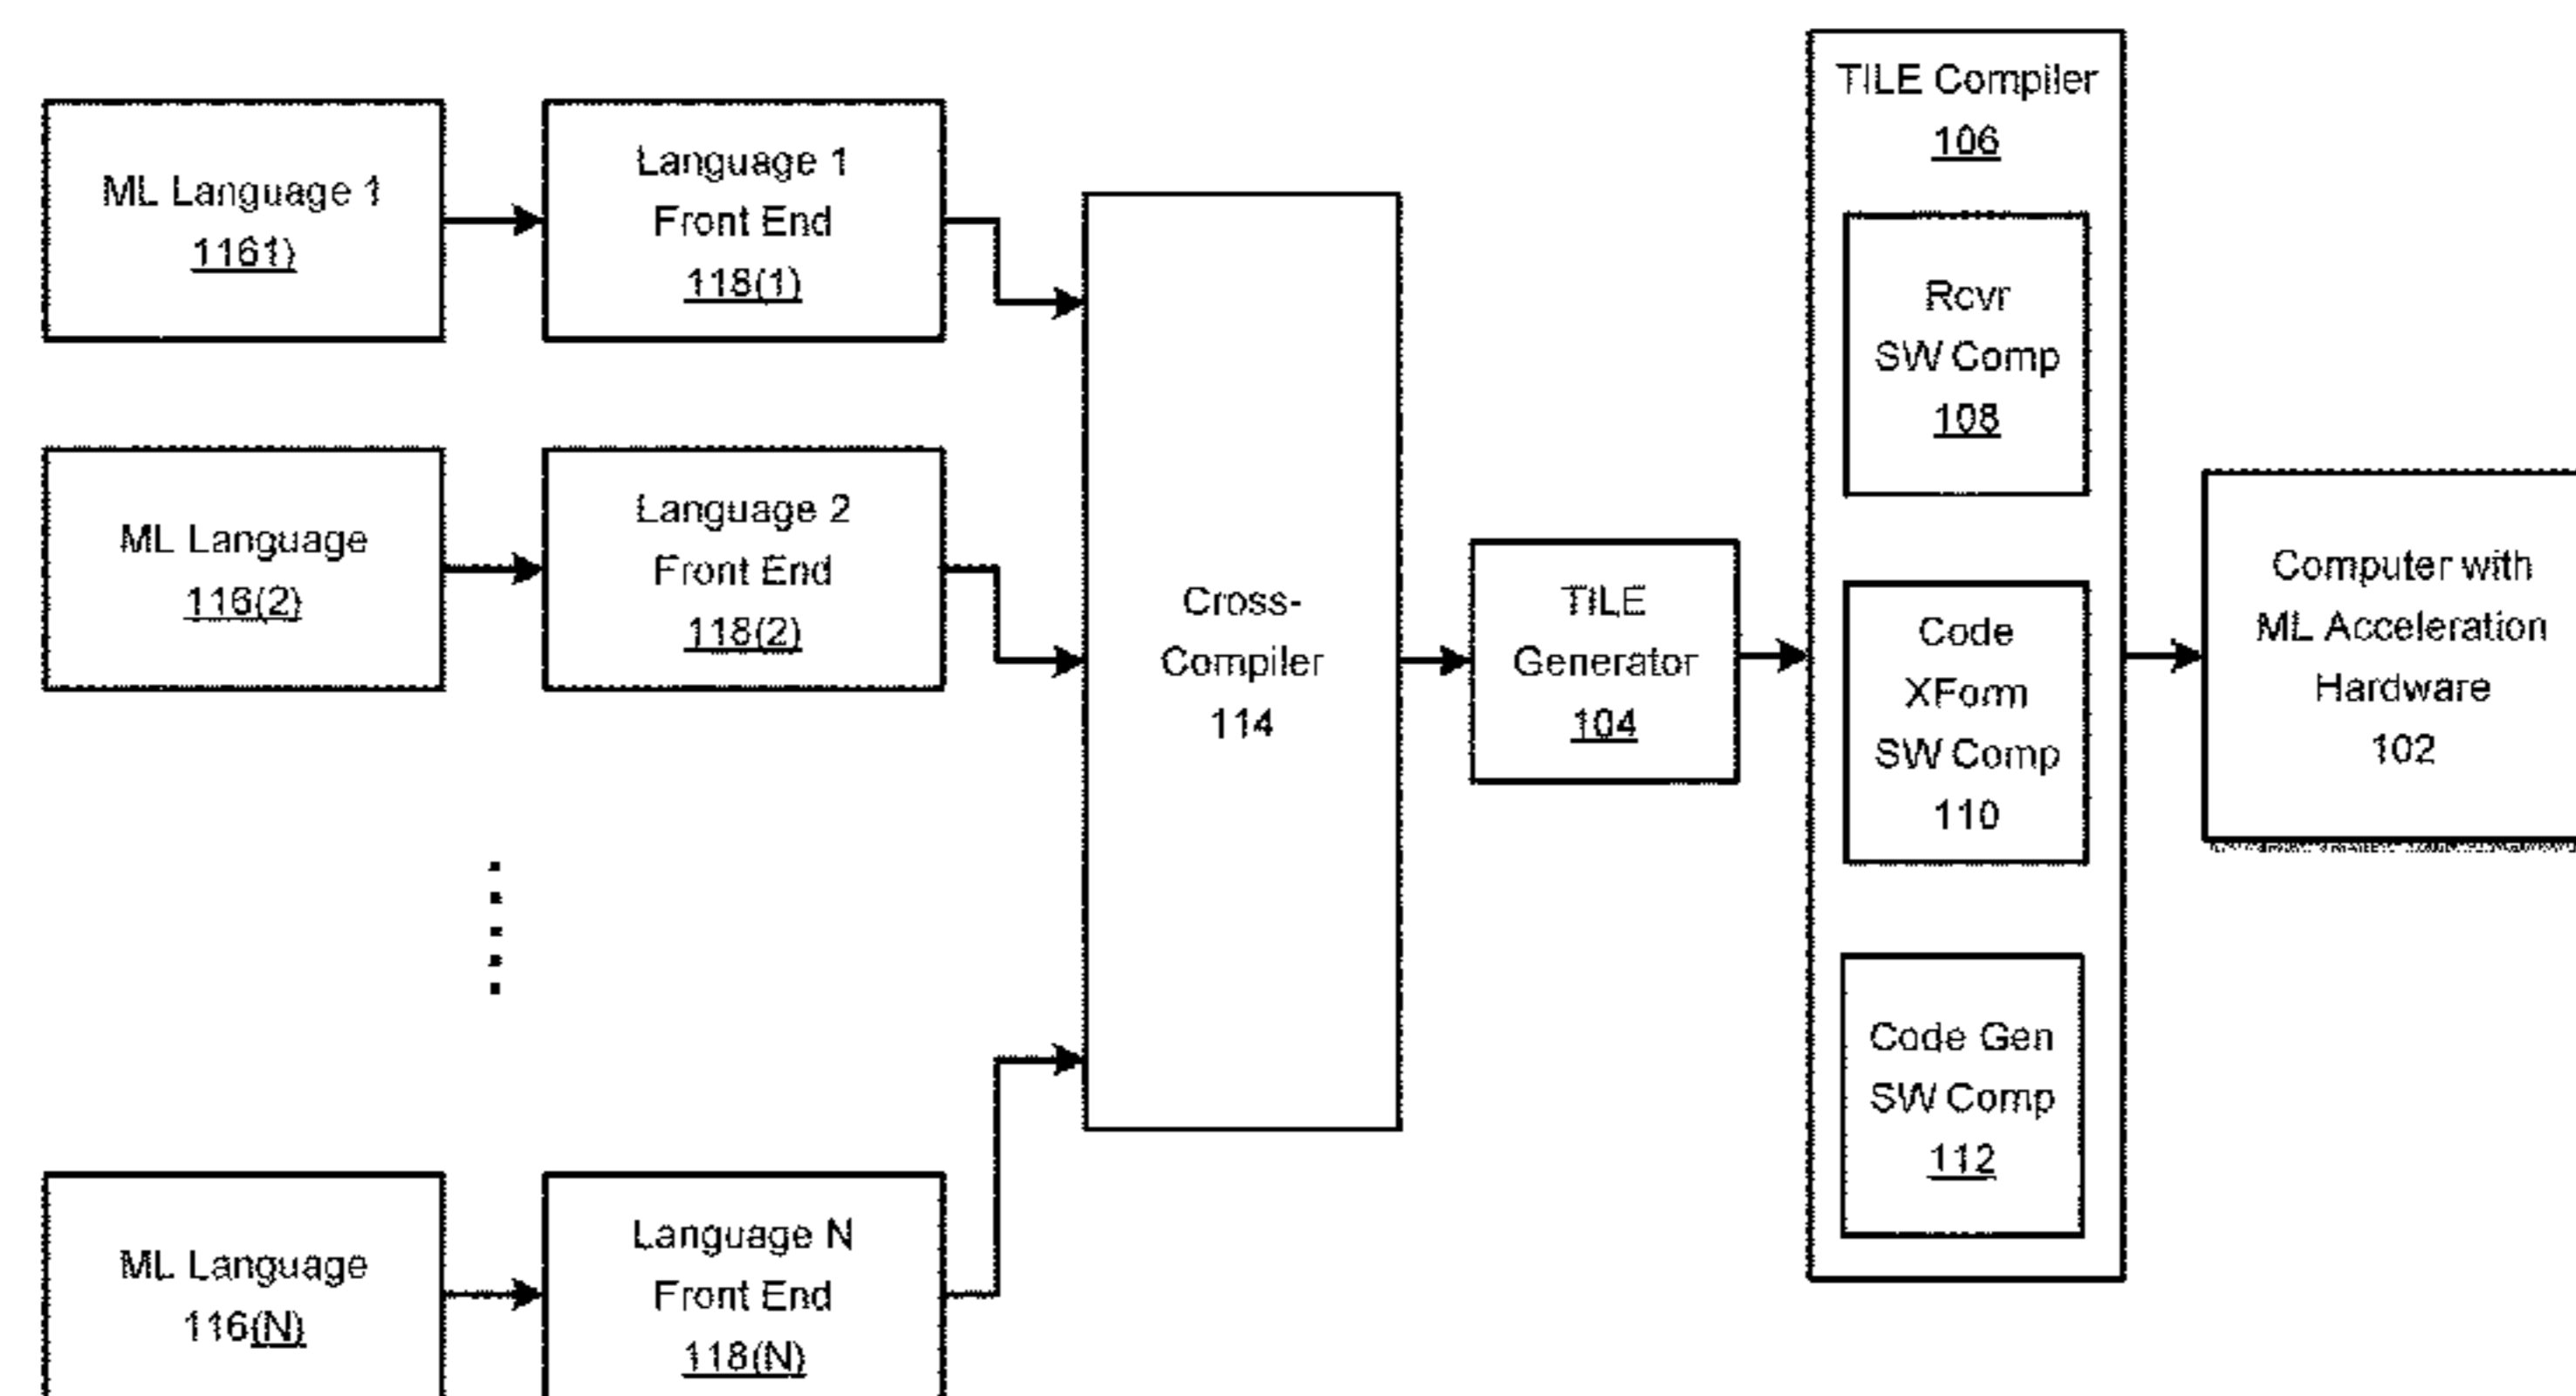 ML Language 1
1161)
Language 1
Front End
118(1)
ML Language
116(2)
Language 2
Front End
118(2)
ML Language
116(N)
Language N
Front End
118(N)
Cross-
Compiler
114
TILE
Generator
104
TILE Compiler
106
Rcvr
SW Comp
108
Code
XForm
SW Comp
110
Code Gen
SW Comp
112
Computer with
ML Acceleration
Hardware
102